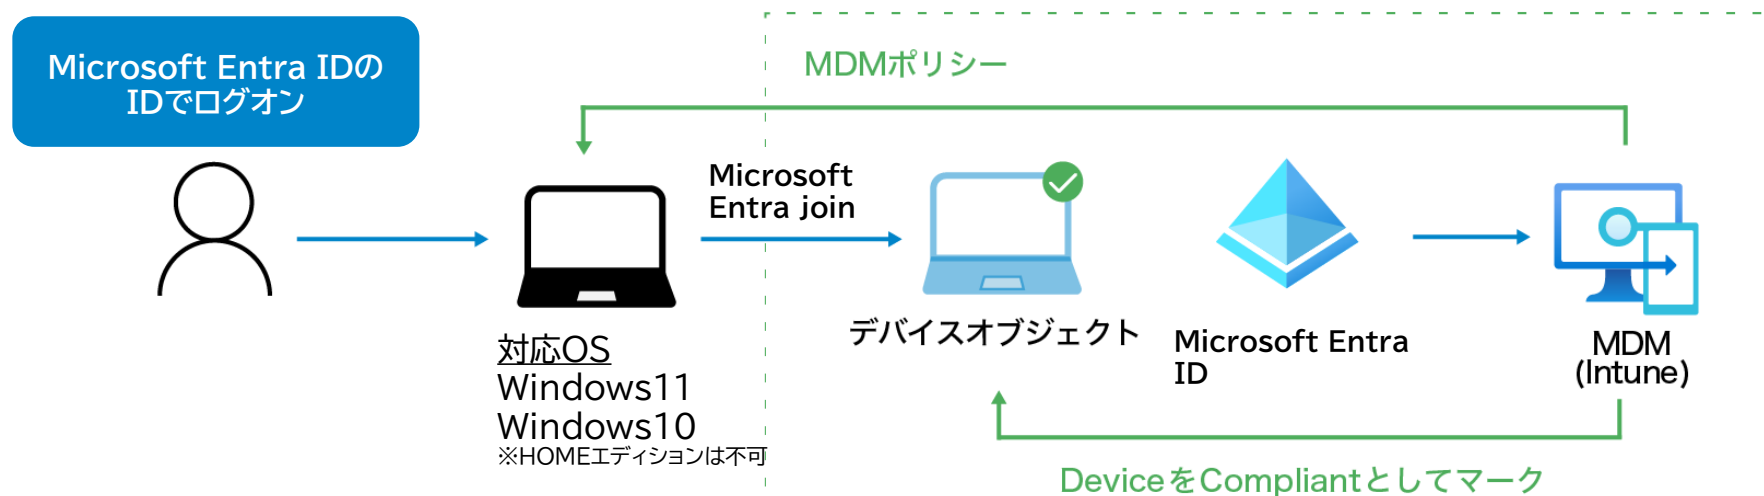 Microsoft Entra IDの
IDでログオン
MDMポリシー
Microsoft
Entra join
対応OS
Windows11
Windows10
※HOMEエディションは不可
デバイスオブジェクト
Microsoft Entra
ID
MDM
(Intune)
DeviceをCompliantとしてマーク